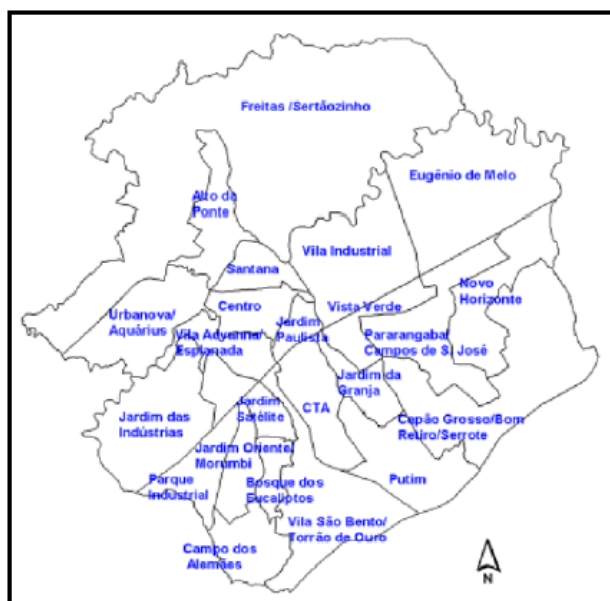 Freitas /Sertãozinho
Eugênio de Melo
Alto da
Ponte
Vila Industrial
Santana
Novo
Horizonte
Centro
Vista Verde
Urbanova/
Aquárius
Jardim
Paulista
Vila Adyanna/
Esplanada
Pararangaba/
Campos de S. José
Jardim da
Granja
Jardim
Satélite
CTA
Jardim das
Indústrias
Cepão Grosso/Bom
Retiro/Serrote
Jardim Oriente/
Morumbi
Parque
Industrial
Bosque dos
Eucaliptos
Putim
Vila São Bento/
Torrão de Ouro
Campo dos
Alemães
N